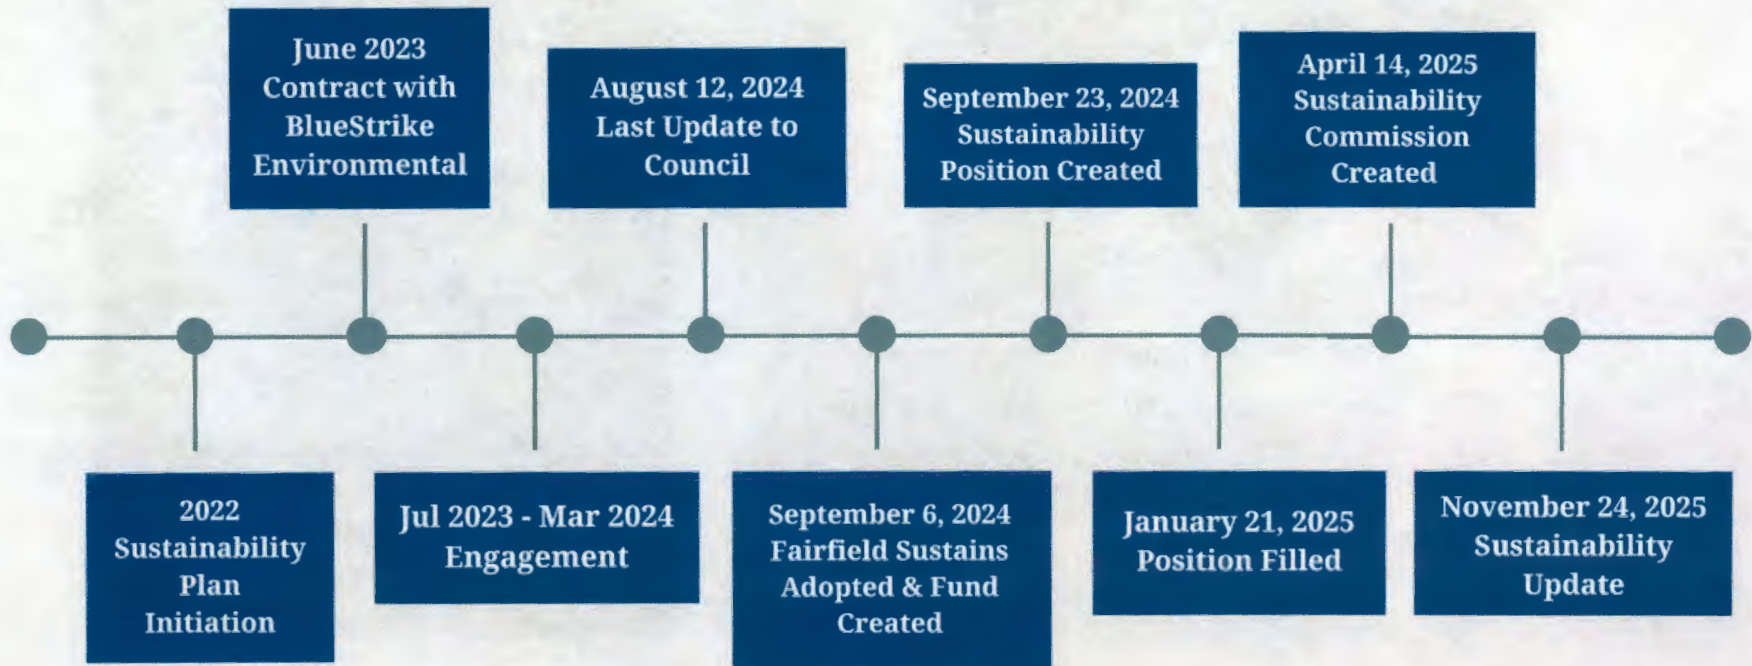 June 2023
Contract with
BlueStrike
Environmental
August 12, 2024
Last Update to
Council
September 23, 2024
Sustainability
Position Created
April 14, 2025
Sustainability
Commission
Created
2022
Sustainability
Plan
Initiation
Jul 2023 - Mar 2024
Engagement
September 6, 2024
Fairfield Sustains
Adopted & Fund
Created
January 21, 2025
Position Filled
November 24, 2025
Sustainability
Update